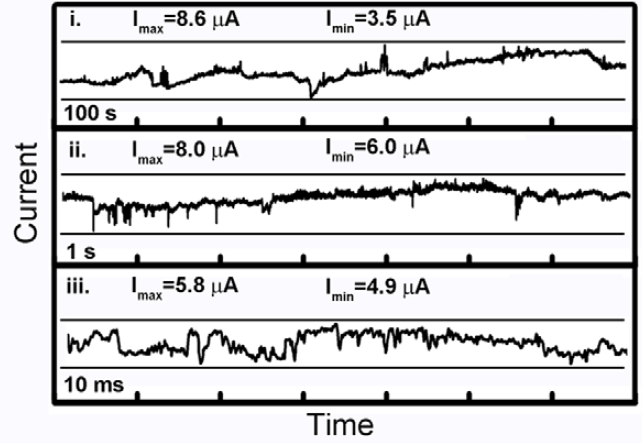 i. Imax=8.6 μA Imin=3.5 μA
100 s
ii. Imax=8.0 μA Imin=6.0 μA
1 s
iii. Imax=5.8 μA Imin=4.9 μA
10 ms
Current
Time